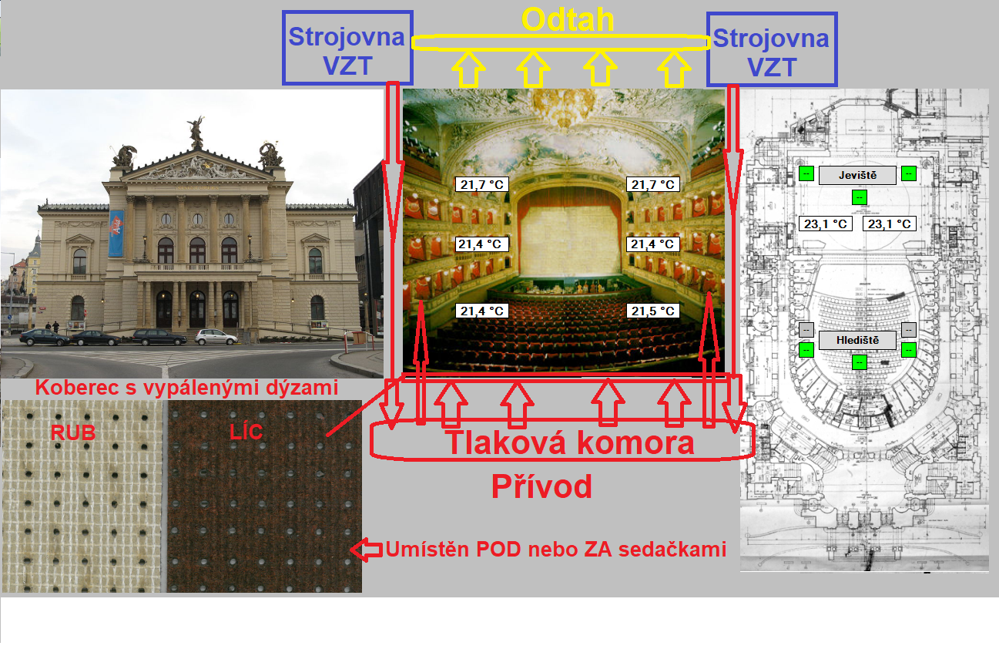 Odtah
Strojovna
VZT
Strojovna
VZT
21,7 °C
21,7 °C
21,4 °C
21,4 °C
21,4 °C
21,5 °C
Jeviště
--
--
--
23,1 °C
23,1 °C
Hlediště
--
--
--
--
--
Koberec s vypálenými dýzami
RUB
LÍC
Tlaková komora
Přívod
Umístěn POD nebo ZA sedačkami